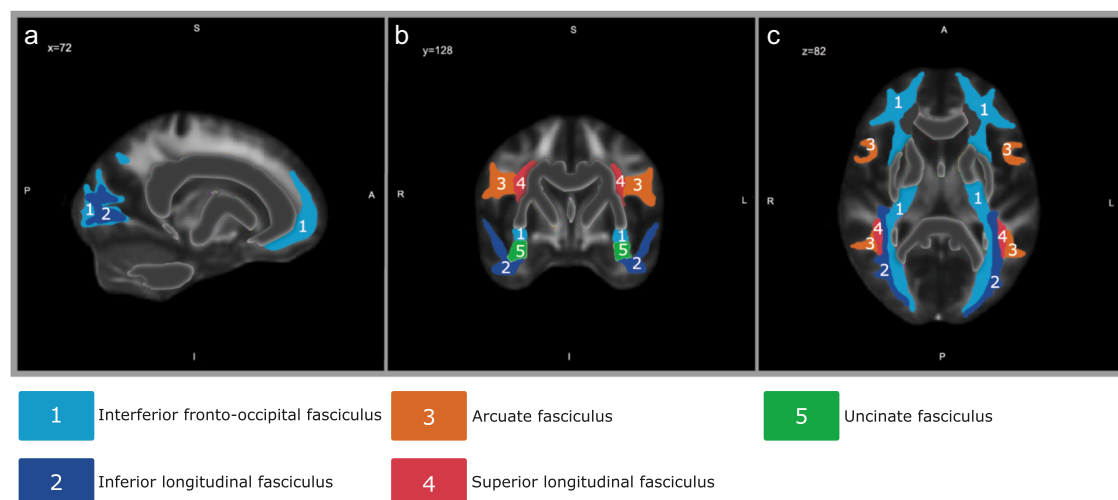 a
x=72
S
P
A
I
1
2
1
b
y=128
S
R
L
I
3
4
4
3
1
1
5
5
2
2
c
z=82
A
R
L
P
1
1
3
3
1
1
4
4
3
3
2
2
1 Interferior fronto-occipital fasciculus
3 Arcuate fasciculus
5 Uncinate fasciculus
2 Inferior longitudinal fasciculus
4 Superior longitudinal fasciculus